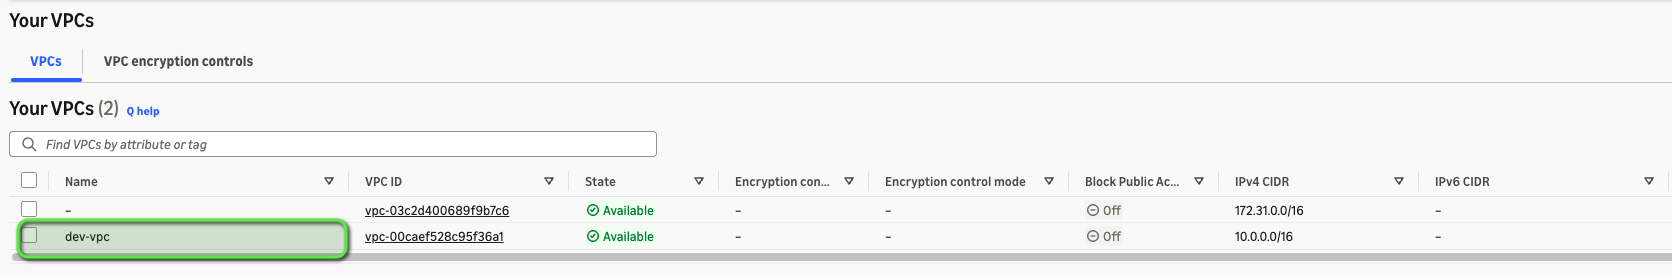 Your VPCs
VPCs VPC encryption controls
Your VPCs (2) Q help
Find VPCs by attribute or tag
Name VPC ID State Encryption con... Encryption control mode Block Public Ac... IPv4 CIDR IPv6 CIDR
– vpc-03c2d400689f9b7c6 Available – – Off 172.31.0.0/16 –
dev-vpc vpc-00caef528c95f36a1 Available – – Off 10.0.0.0/16 –